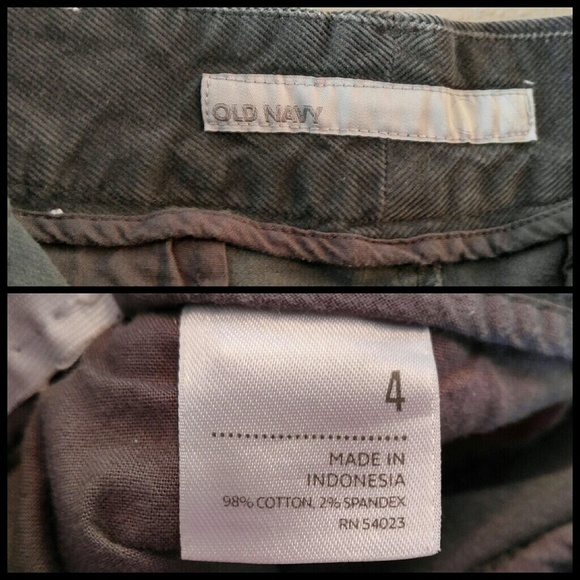 OLD NAVY
4
MADE IN
INDONESIA
98% COTTON, 2% SPANDEX
RN 54023